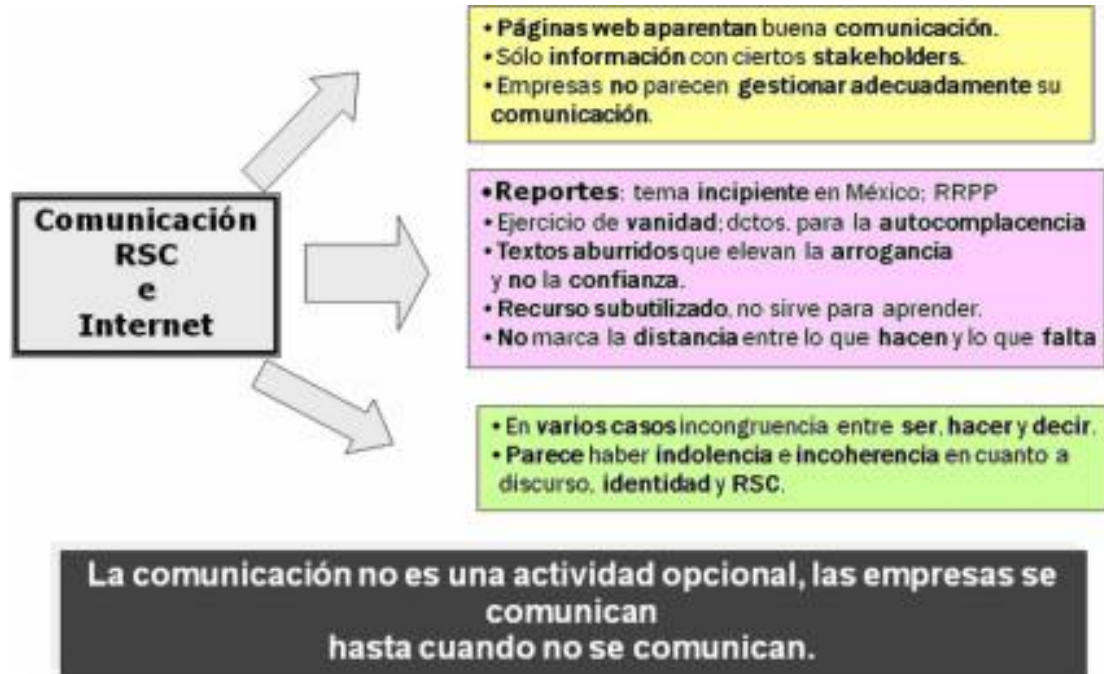 • Páginas web aparentan buena comunicación.
• Sólo información con ciertos stakeholders.
• Empresas no parecen gestionar adecuadamente su
comunicación.
Comunicación
RSC
e
Internet
• Reportes: tema incipiente en México; RRPP
• Ejercicio de vanidad; dctos. para la autocomplacencia
• Textos aburridos que elevan la arrogancia
y no la confianza.
• Recurso subutilizado, no sirve para aprender.
• No marca la distancia entre lo que hacen y lo que falta
• En varios casos incongruencia entre ser, hacer y decir.
• Parece haber indolencia e incoherencia en cuanto a
discurso, identidad y RSC.
La comunicación no es una actividad opcional, las empresas se
comunican
hasta cuando no se comunican.